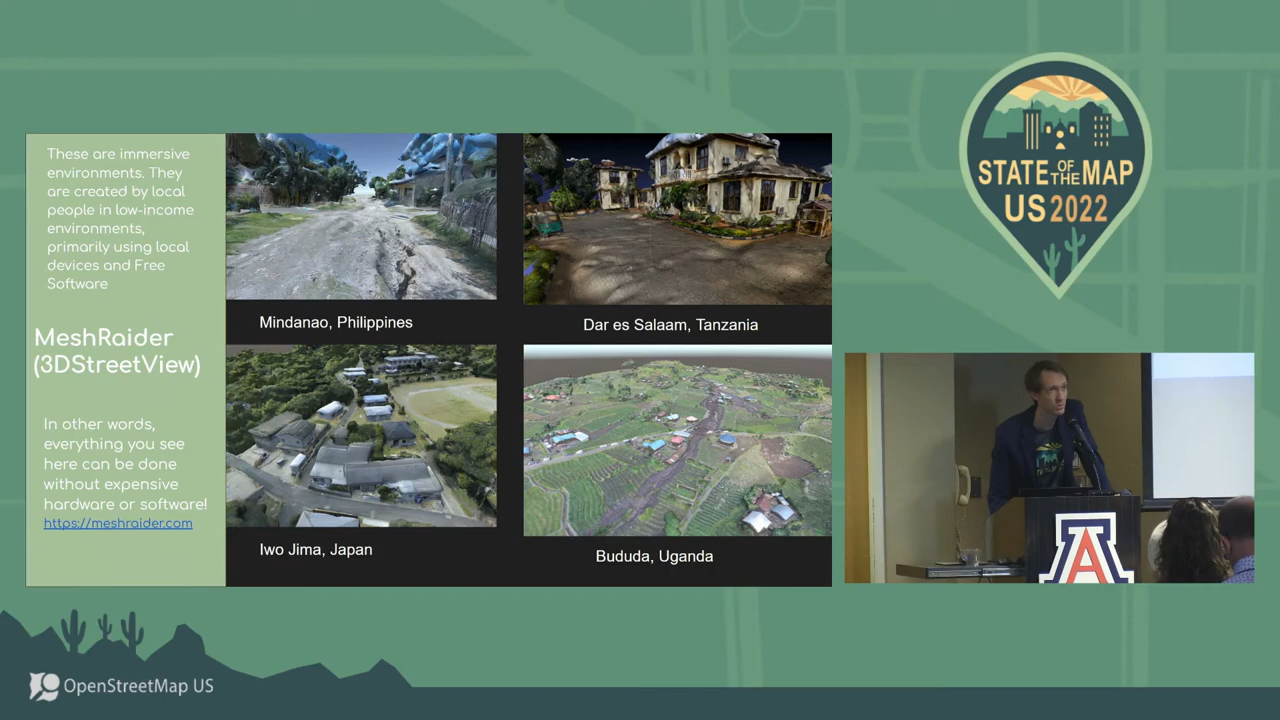 These are immersive
environments. They
are created by local
people in low-income
environments,
primarily using local
devices and Free
Software
MeshRaider
(3DStreetView)
In other words,
everything you see
here can be done
without expensive
hardware or software!
https://meshraider.com
Mindanao, Philippines
Dar es Salaam, Tanzania
Iwo Jima, Japan
Bududa, Uganda
STATE OF THE MAP
US 2022
A
OpenStreetMap US